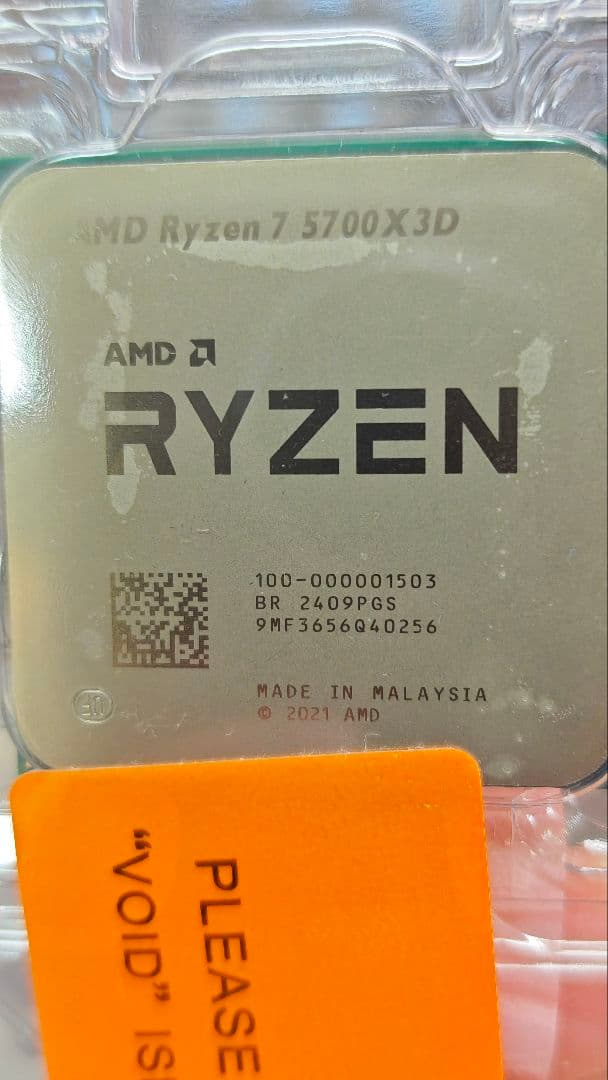 AMD Ryzen 7 5700X3D
AMD
RYZEN
100-000001503
BR 2409PGS
9MF3656Q40256
MADE IN MALAYSIA
© 2021 AMD
PLEASE
"VOID"